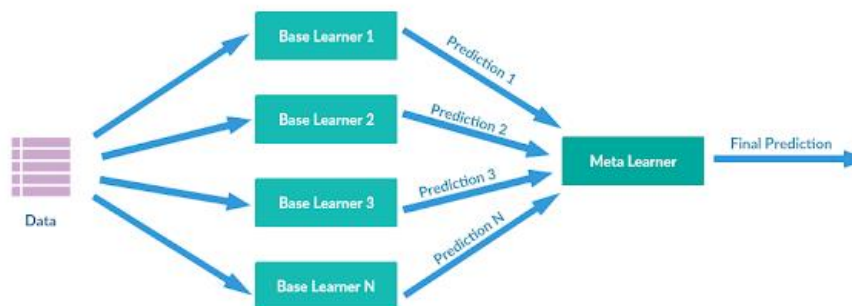 Base Learner 1
Prediction 1
Base Learner 2
Prediction 2
Meta Learner
Final Prediction
Data
Base Learner 3
Prediction 3
Base Learner N
Prediction N